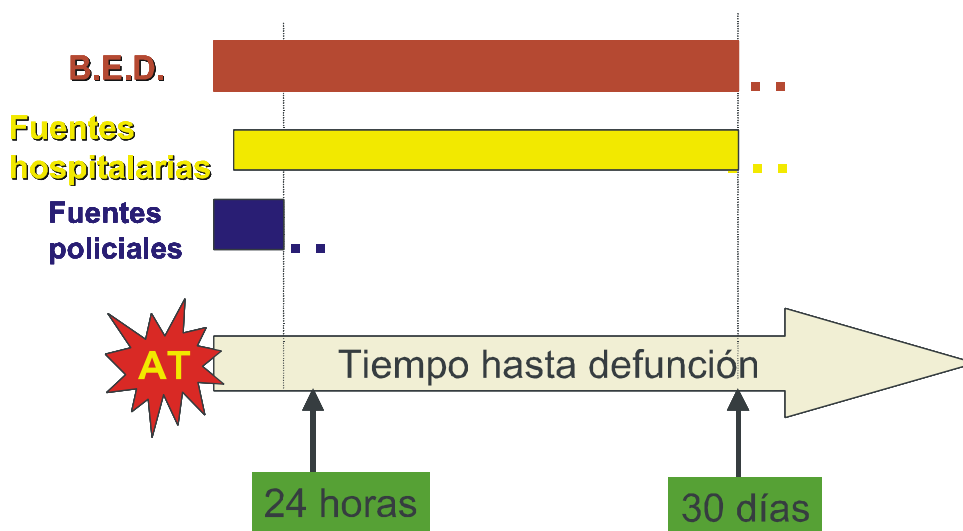 B.E.D.
Fuentes
hospitalarias
Fuentes
policiales
AT
Tiempo hasta defunción
24 horas
30 días